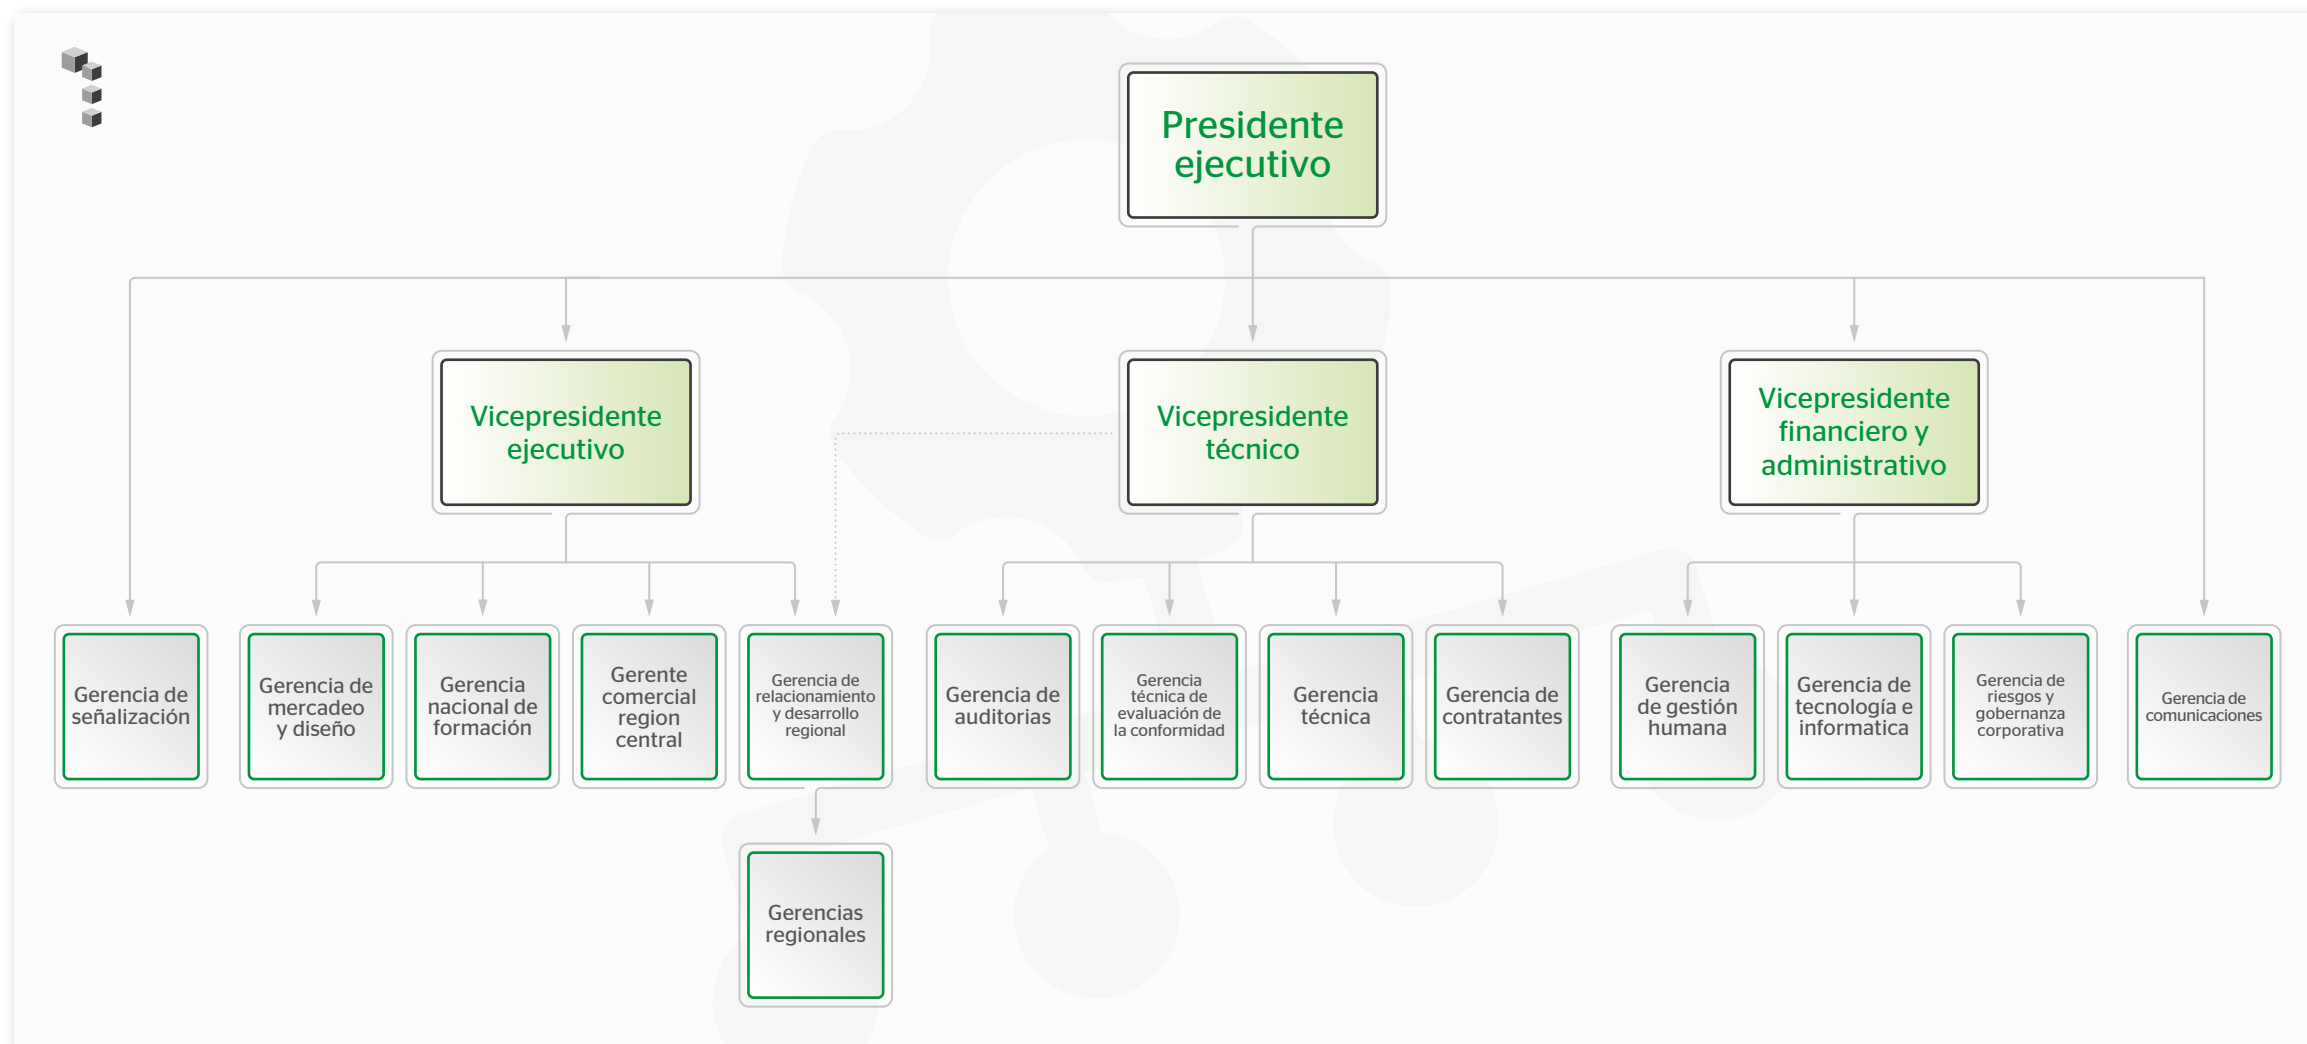 Presidente
ejecutivo
Vicepresidente
ejecutivo
Vicepresidente
técnico
Vicepresidente
financiero y
administrativo
Gerencia de
señalización
Gerencia de
mercadeo
y diseño
Gerencia
nacional de
formación
Gerente
comercial
region
central
Gerencia de
relacionamiento
y desarrollo
regional
Gerencia de
auditorias
Gerencia
técnica de
evaluación de
la conformidad
Gerencia
técnica
Gerencia de
contratantes
Gerencia
de gestión
humana
Gerencia de
tecnología e
informatica
Gerencia de
riesgos y
gobernanza
corporativa
Gerencia de
comunicaciones
Gerencias
regionales